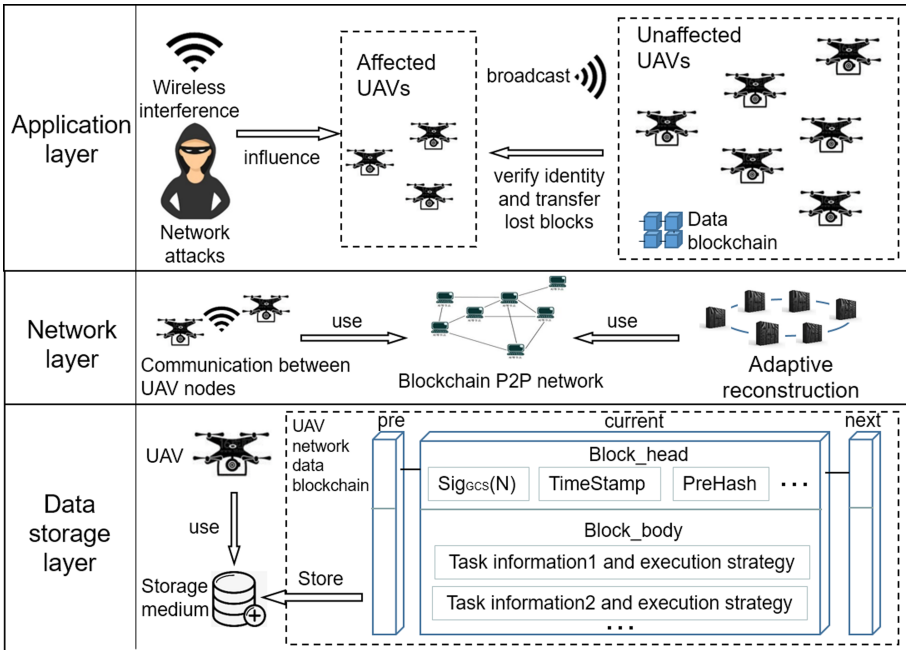 Application
layer
Wireless
interference
Network
attacks
influence
Affected
UAVs
broadcast
verify identity
and transfer
lost blocks
Unaffected
UAVs
Data
blockchain
Network
layer
Communication between
UAV nodes
use
Blockchain P2P network
use
Adaptive
reconstruction
Data
storage
layer
UAV
use
Storage
medium
Store
UAV
network
data
blockchain
pre
current
next
Block_head
SigGCS(N)
TimeStamp
PreHash
...
Block_body
Task information1 and execution strategy
Task information2 and execution strategy
...